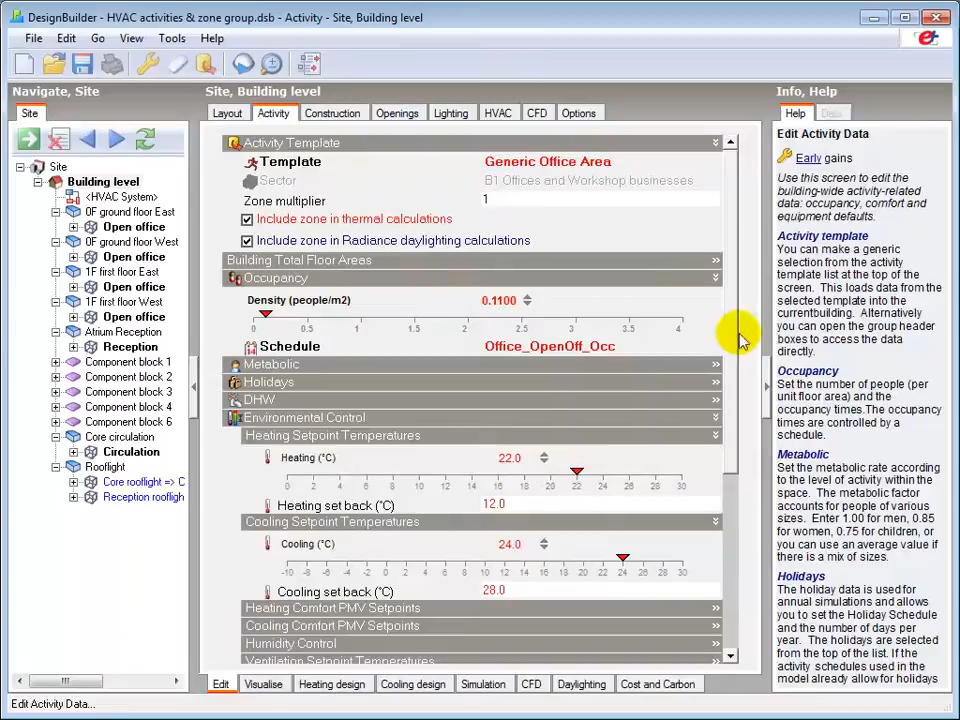 DesignBuilder - HVAC activities & zone group.dsb - Activity - Site, Building level
File Edit Go View Tools Help
Navigate, Site
Site
Site
Building level
<HVAC System>
0F ground floor East
Open office
0F ground floor West
Open office
1F first floor East
Open office
1F first floor West
Open office
Atrium Reception
Reception
Component block 1
Component block 2
Component block 3
Component block 4
Component block 6
Core circulation
Circulation
Rooflight
Core rooflight => C
Reception roofligh
Site, Building level
Layout Activity Construction Openings Lighting HVAC CFD Options
Activity Template
Template Generic Office Area
Sector B1 Offices and Workshop businesses
Zone multiplier 1
Include zone in thermal calculations
Include zone in Radiance daylighting calculations
Building Total Floor Areas
Occupancy
Density (people/m2) 0.1100
0 0.5 1 1.5 2 2.5 3 3.5 4
Schedule Office_OpenOff_Occ
Metabolic
Holidays
DHW
Environmental Control
Heating Setpoint Temperatures
Heating (°C) 22.0
0 2 4 6 8 10 12 14 16 18 20 22 24 26 28 30
Heating set back (°C) 12.0
Cooling Setpoint Temperatures
Cooling (°C) 24.0
-10 -8 -6 -4 -2 0 2 4 6 8 10 12 14 16 18 20 22 24 26 28 30
Cooling set back (°C) 28.0
Heating Comfort PMV Setpoints
Cooling Comfort PMV Setpoints
Humidity Control
Ventilation Setpoint Temperatures
Edit Visualise Heating design Cooling design Simulation CFD Daylighting Cost and Carbon
Info, Help
Help Data
Edit Activity Data
Early gains
Use this screen to edit the
building-wide activity-related
data: occupancy, comfort and
equipment defaults.
Activity template
You can make a generic
selection from the activity
template list at the top of the
screen. This loads data from the
selected template into the
currentbuilding. Alternatively
you can open the group header
boxes to access the data
directly.
Occupancy
Set the number of people (per
unit floor area) and the
occupancy times.The occupancy
times are controlled by a
schedule.
Metabolic
Set the metabolic rate according
to the level of activity within the
space. The metabolic factor
accounts for people of various
sizes. Enter 1.00 for men, 0.85
for women, 0.75 for children, or
you can use an average value if
there is a mix of sizes.
Holidays
The holiday data is used for
annual simulations and allows
you to set the Holiday Schedule
and the number of days per
year. The holidays are selected
from the top of the list. If the
activity schedules used in the
model already allow for holidays
Edit Activity Data...